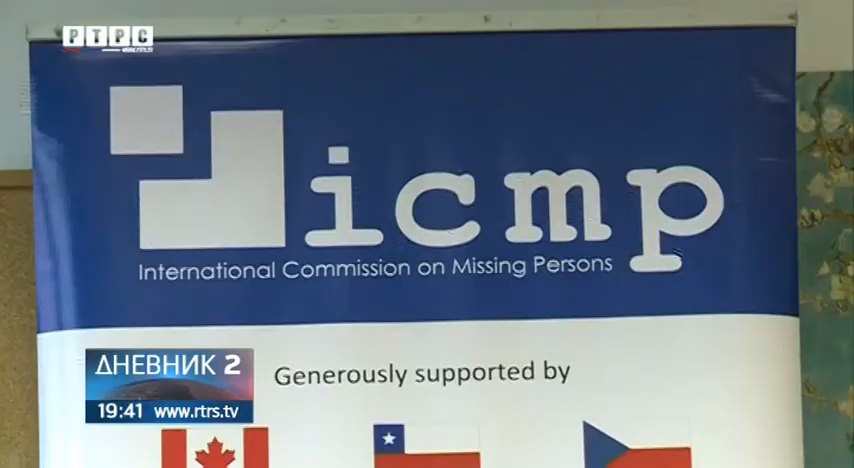 РТРС
icmp
International Commission on Missing Persons
ДНЕВНИК 2
Generously supported by
19:41 www.rtrs.tv